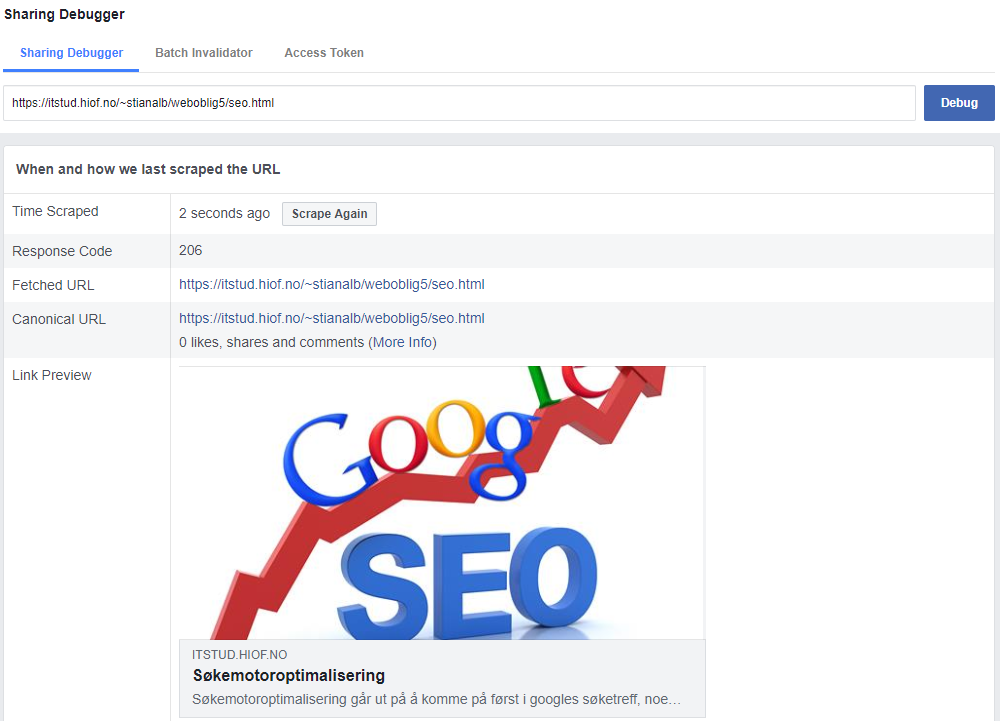 Sharing Debugger
Sharing Debugger Batch Invalidator Access Token
https://itstud.hiof.no/~stianalb/weboblig5/seo.html Debug
When and how we last scraped the URL
Time Scraped 2 seconds ago Scrape Again
Response Code 206
Fetched URL https://itstud.hiof.no/~stianalb/weboblig5/seo.html
Canonical URL https://itstud.hiof.no/~stianalb/weboblig5/seo.html
0 likes, shares and comments (More Info)
Link Preview
Google
SEO
ITSTUD.HIOF.NO
Søkemotoroptimalisering
Søkemotoroptimalisering går ut på å komme på først i googles søketreff, noe…